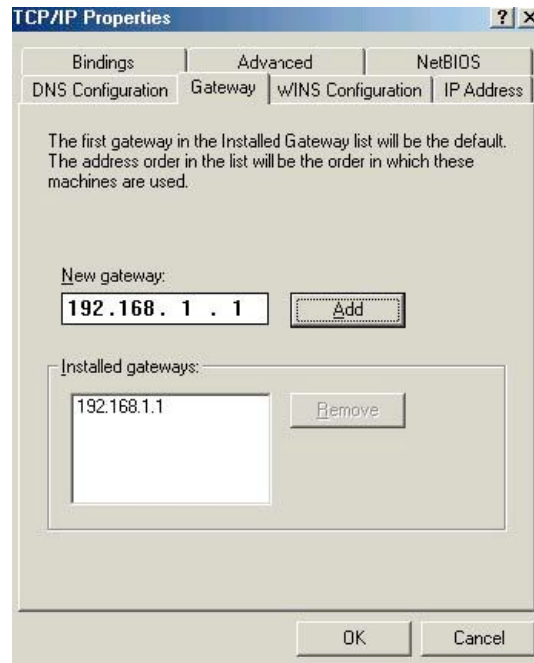 TCP/IP Properties
Bindings Advanced NetBIOS
DNS Configuration Gateway WINS Configuration IP Address
The first gateway in the Installed Gateway list will be the default.
The address order in the list will be the order in which these
machines are used.
New gateway:
192.168. 1 . 1 Add
Installed gateways:
192.168.1.1 Remove
OK Cancel